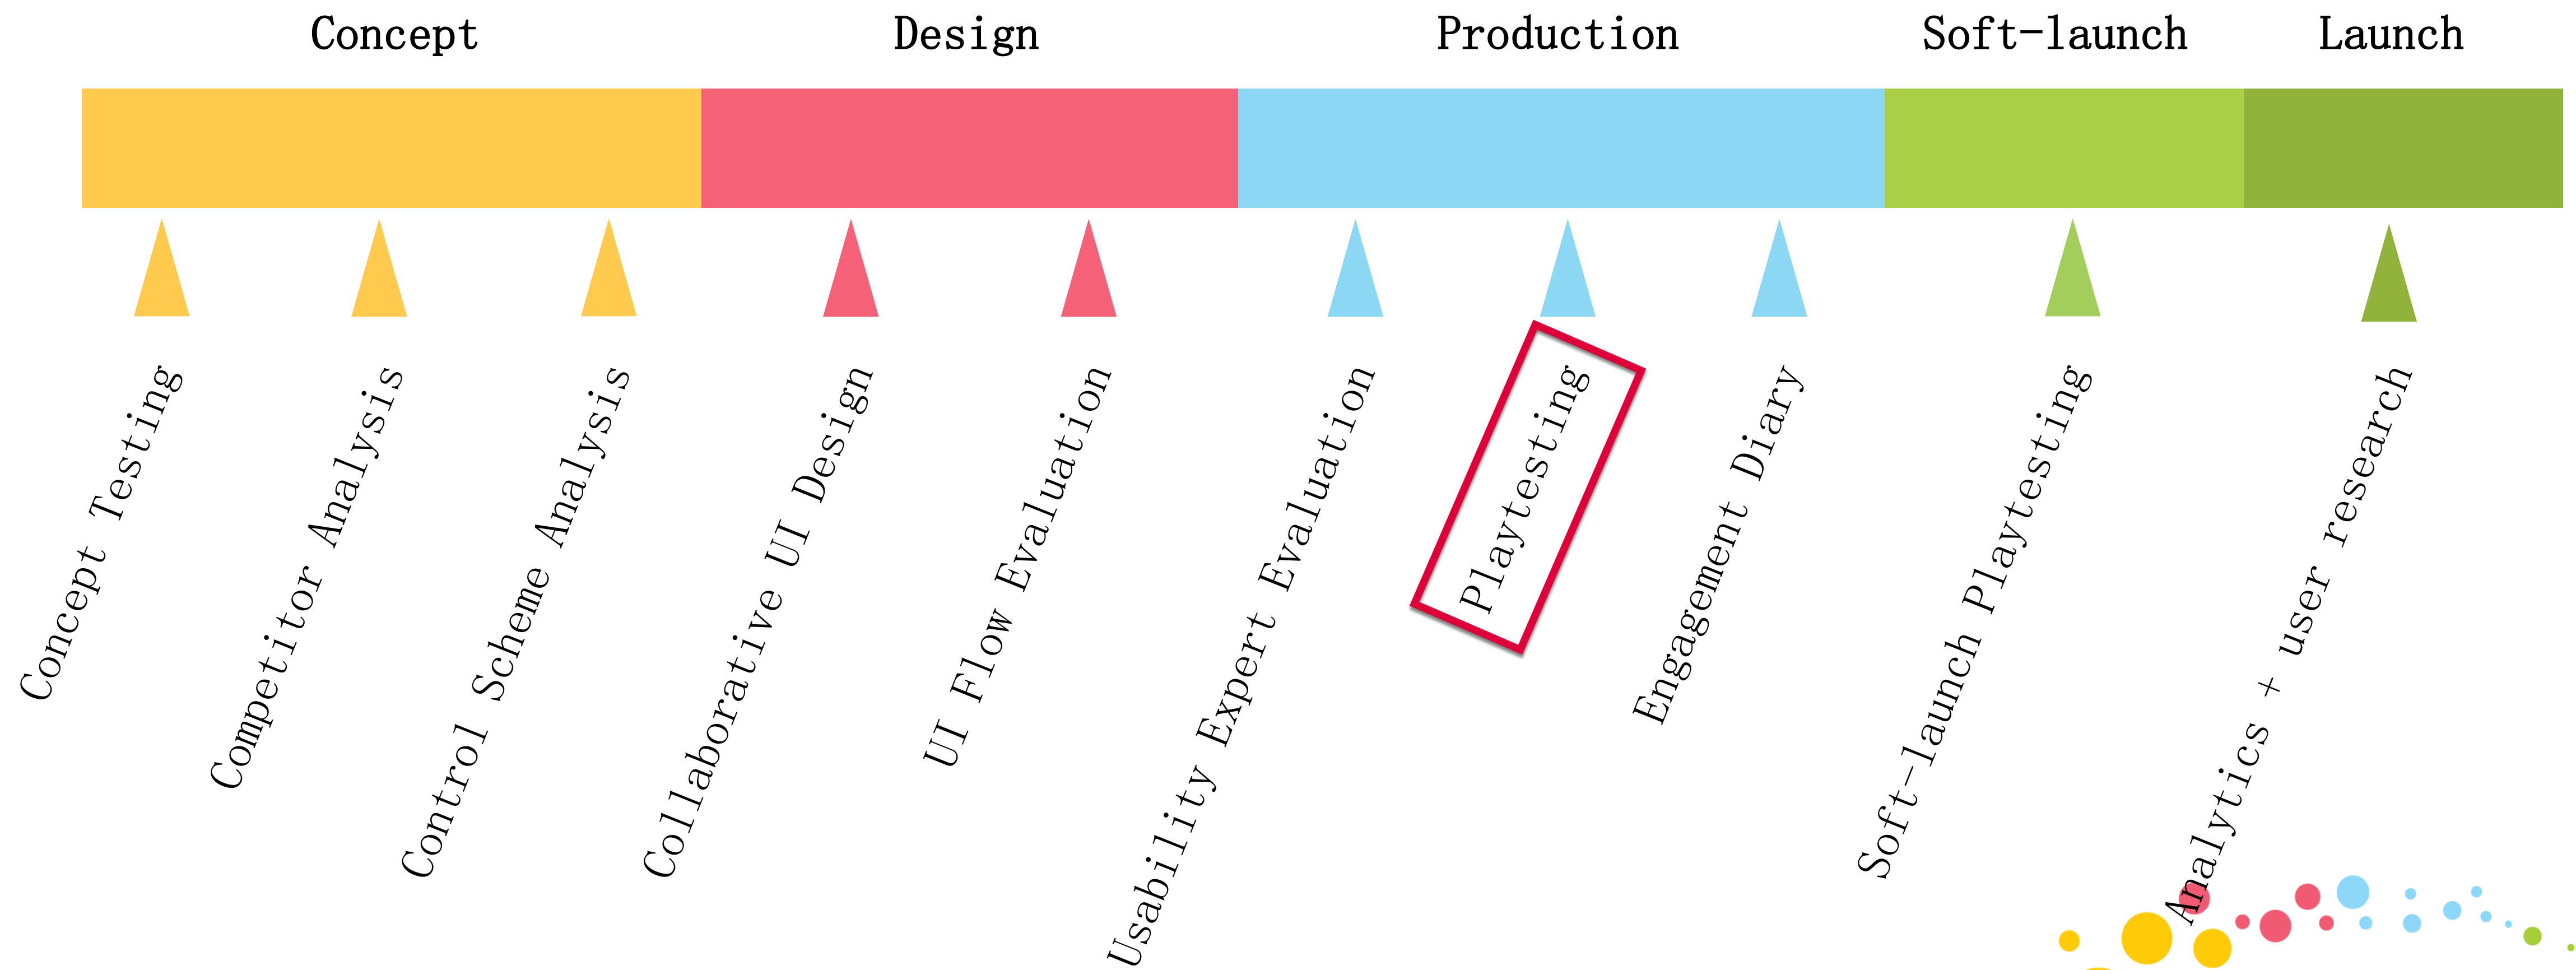 Concept
Design
Production
Soft-launch
Launch
Concept Testing
Competitor Analysis
Control Scheme Analysis
Collaborative UI Design
UI Flow Evaluation
Usability Expert Evaluation
Playtesting
Engagement Diary
Soft-launch Playtesting
Analytics + user research